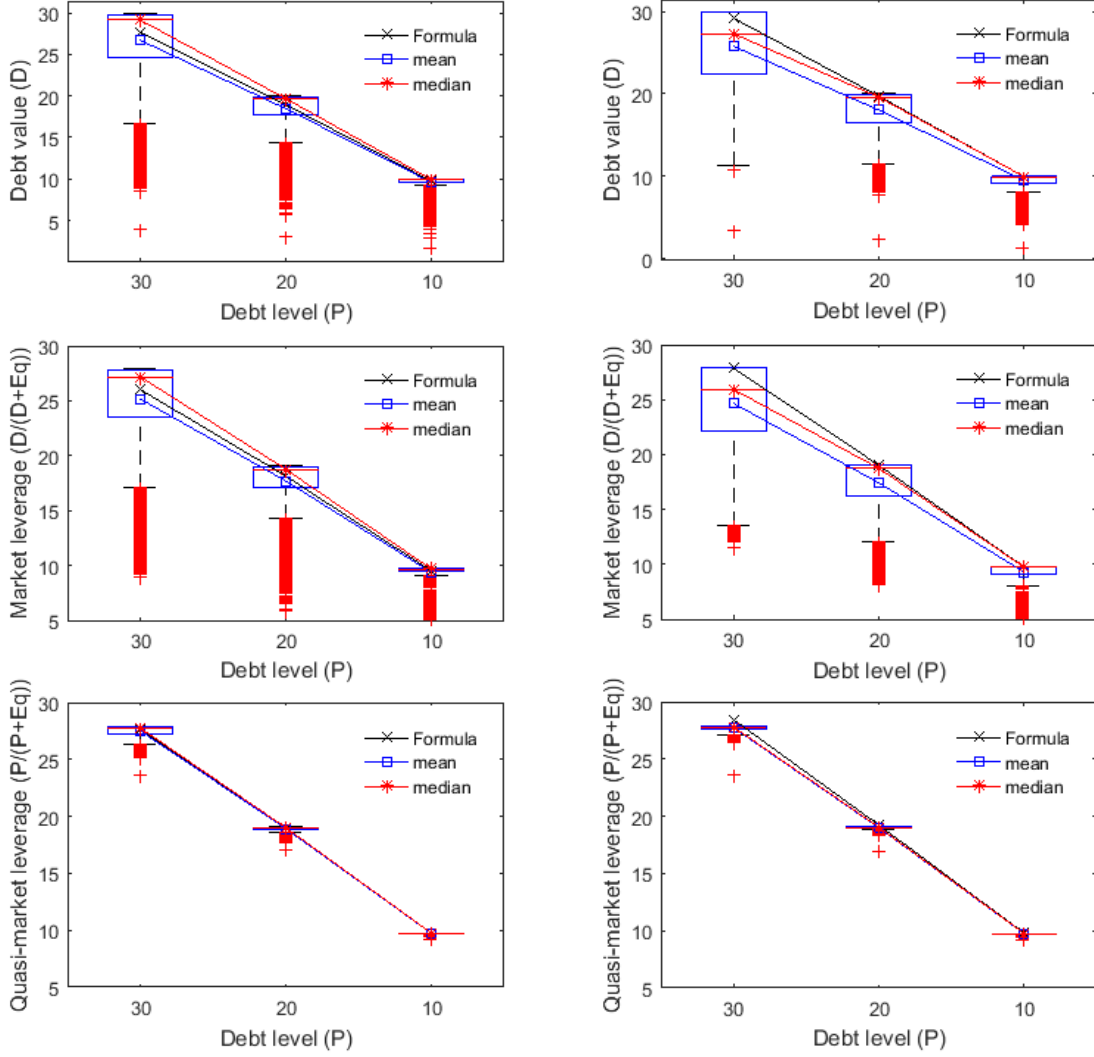 Debt value (D)
30
25
20
15
10
5
Formula
mean
median
30
20
10
Debt level (P)
Debt value (D)
30
20
10
0
Formula
mean
median
30
20
10
Debt level (P)
Market leverage (D/(D+Eq))
30
25
20
15
10
5
Formula
mean
median
30
20
10
Debt level (P)
Market leverage (D/(D+Eq))
30
25
20
15
10
5
Formula
mean
median
30
20
10
Debt level (P)
Quasi-market leverage (P/(P+Eq))
30
25
20
15
10
5
Formula
mean
median
30
20
10
Debt level (P)
Quasi-market leverage (P/(P+Eq))
30
25
20
15
10
5
Formula
mean
median
30
20
10
Debt level (P)